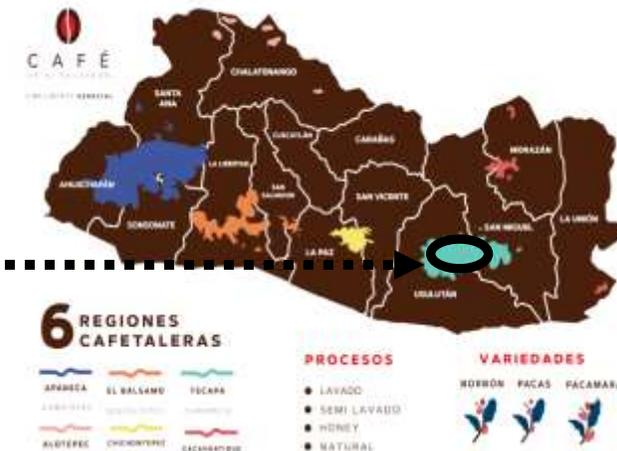 CAFÉ
CHALATENANGO
SANTA
ANA
CUSCATLÁN
CABAÑAS
MORAZÁN
LA LIBERTAD
AHUACHAPÁN
SAN
SALVADOR
SAN VICENTE
SAN MIGUEL
LA UNIÓN
SONSONATE
LA PAZ
USULUTÁN
6 REGIONES
CAFETALERAS
APANECA
EL BÁLSAMO
TECAPA
ALOTEPEC
CHICHONTEPEC
CACAHUATIQUE
PROCESOS
● LAVADO
● SEMI LAVADO
● HONEY
● NATURAL
VARIEDADES
BORBÓN PACAS PACAMARA